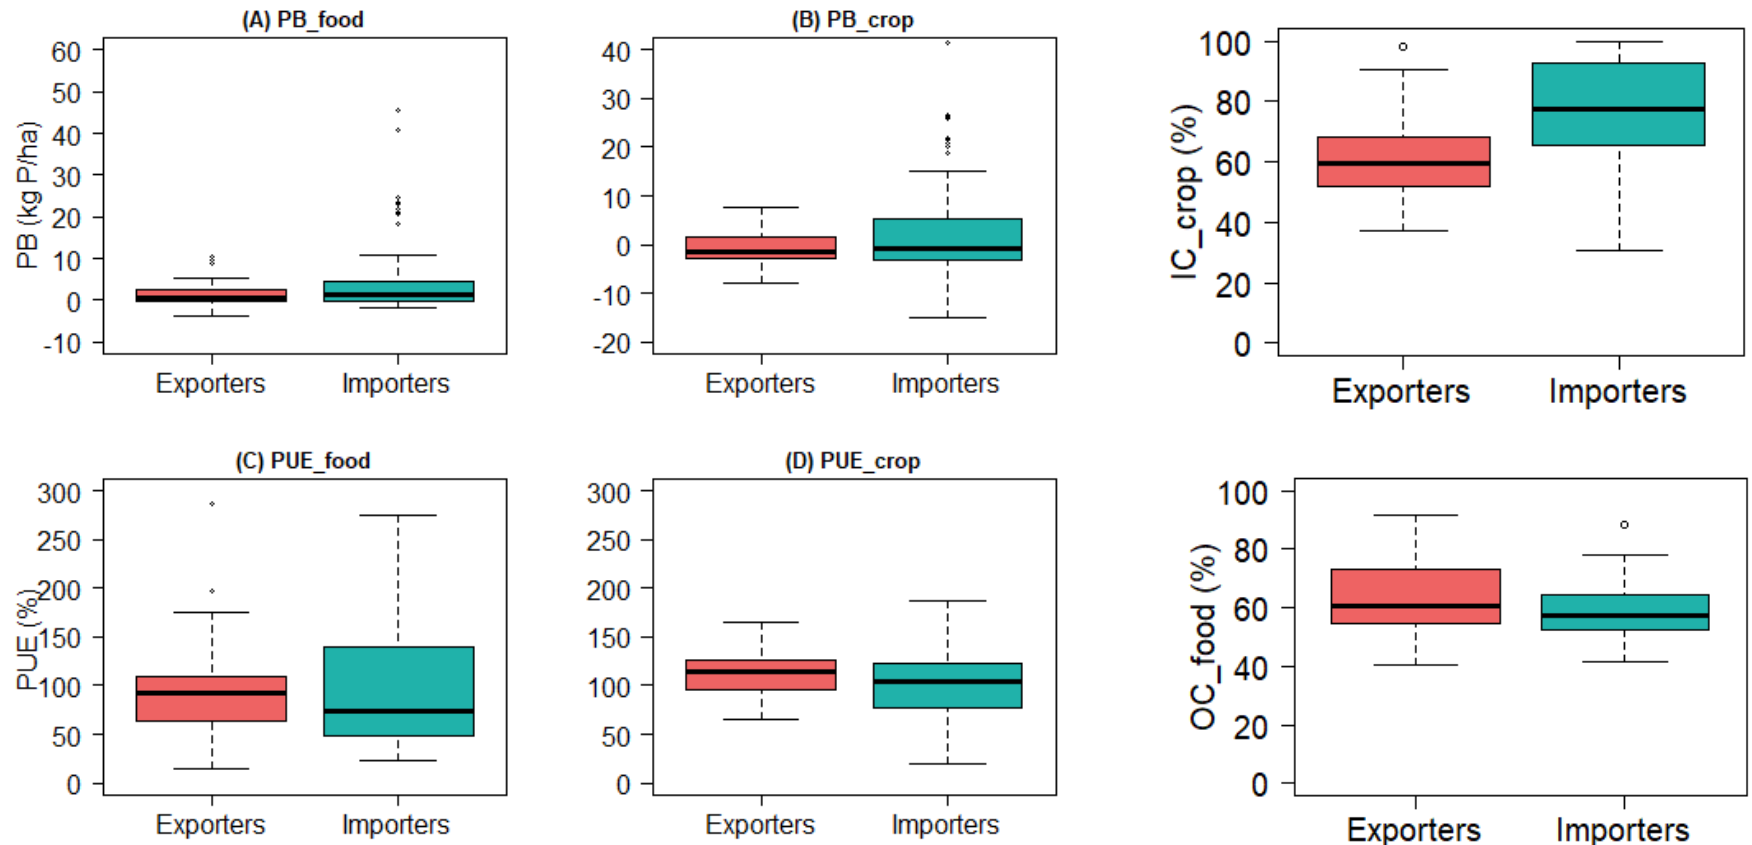 (A) PB_food
PB (kg P/ha)
60
50
40
30
20
10
0
-10
Exporters Importers
(B) PB_crop
40
30
20
10
0
-10
-20
Exporters Importers
IC_crop (%)
100
80
60
40
20
0
Exporters Importers
(C) PUE_food
PUE (%)
300
250
200
150
100
50
0
Exporters Importers
(D) PUE_crop
300
250
200
150
100
50
0
Exporters Importers
OC_food (%)
100
80
60
40
20
0
Exporters Importers